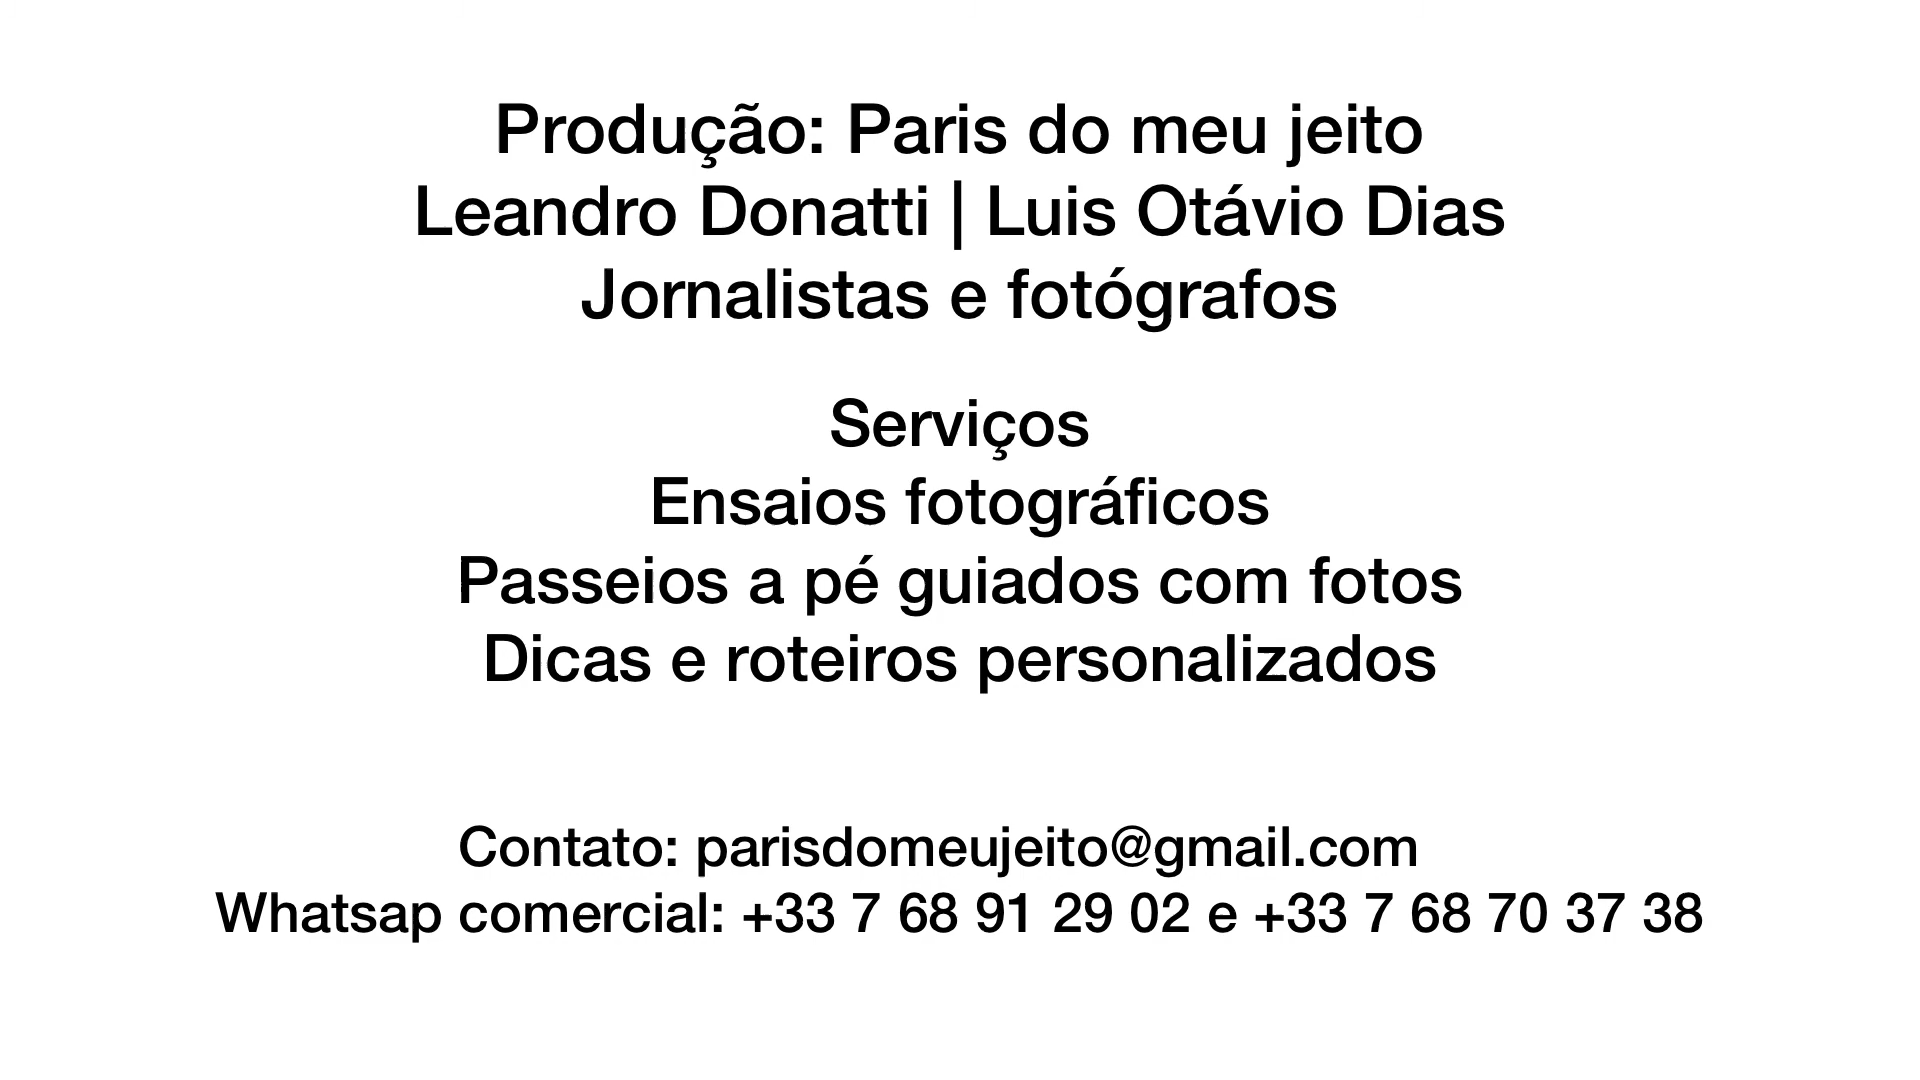 Produção: Paris do meu jeito
Leandro Donatti | Luis Otávio Dias
Jornalistas e fotógrafos
Serviços
Ensaios fotográficos
Passeios a pé guiados com fotos
Dicas e roteiros personalizados
Contato: parisdomeujeito@gmail.com
Whatsap comercial: +33 7 68 91 29 02 e +33 7 68 70 37 38